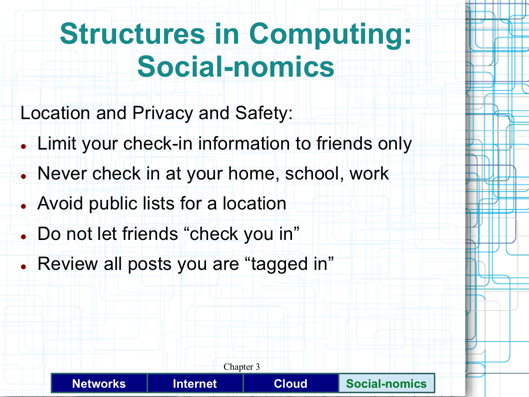 Structures in Computing:
Social-nomics
Location and Privacy and Safety:
• Limit your check-in information to friends only
• Never check in at your home, school, work
• Avoid public lists for a location
• Do not let friends “check you in”
• Review all posts you are “tagged in”
Chapter 3
Networks Internet Cloud Social-nomics